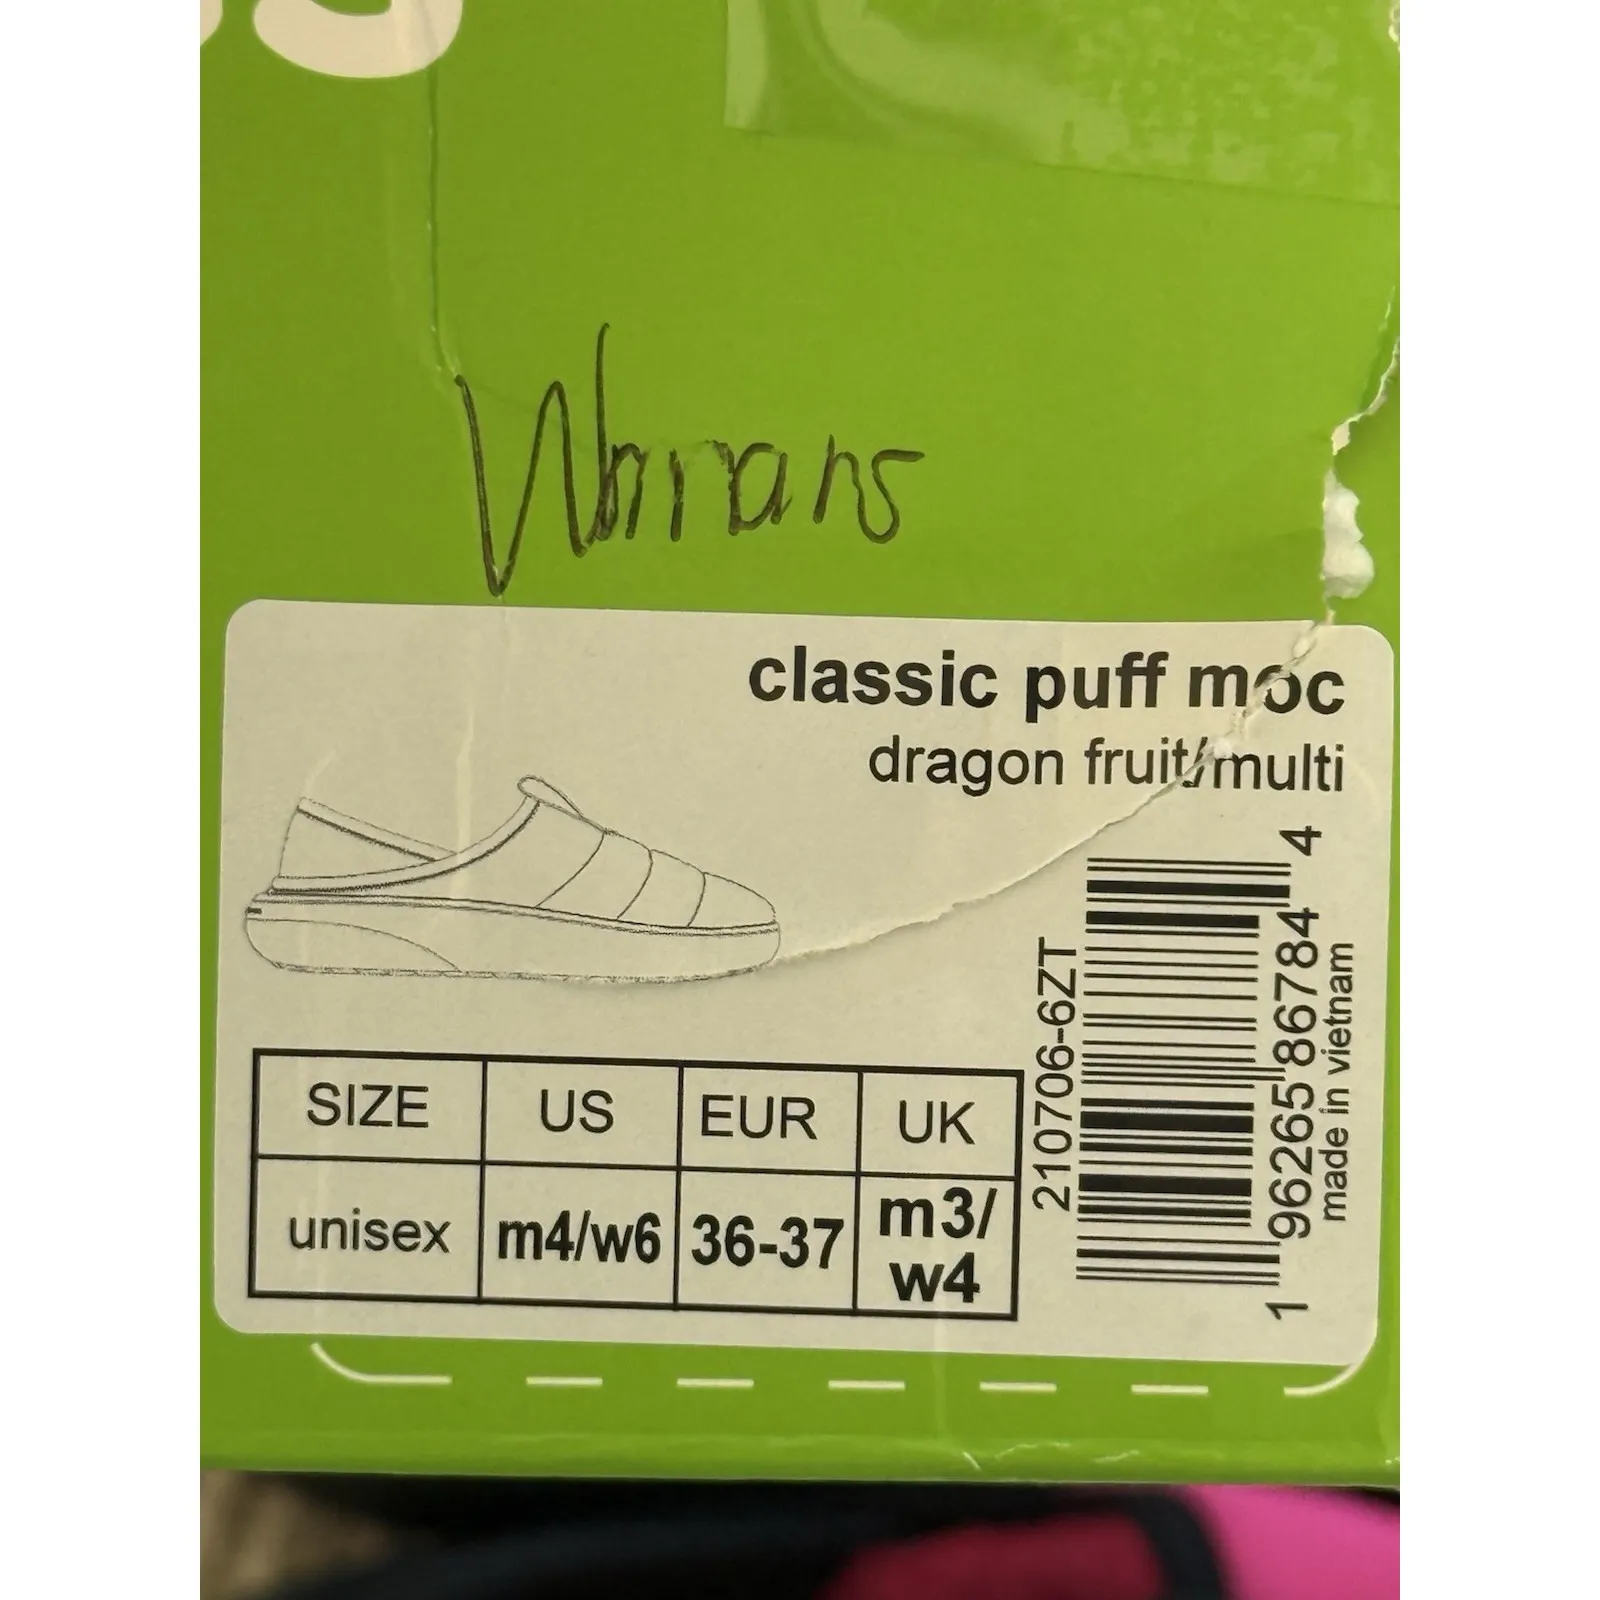 Womans
classic puff moc
dragon fruit/multi
SIZE US EUR UK
unisex m4/w6 36-37 m3/
w4
210706-6ZT
1 96265 86784 4
made in vietnam